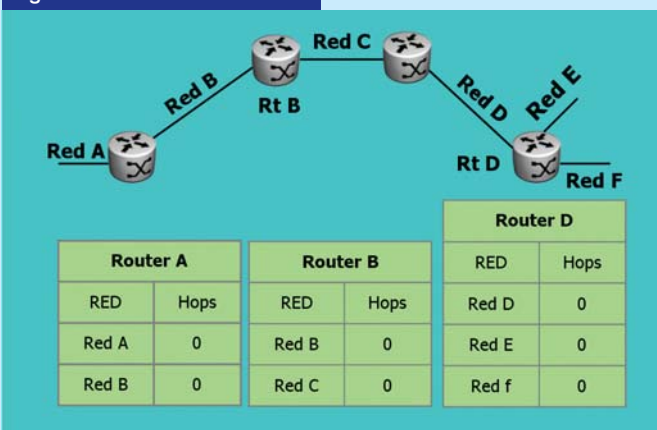 Red C
Red B
Rt B
Red D
Red E
Red A
Rt D
Red F
Router A
RED Hops
Red A 0
Red B 0
Router B
RED Hops
Red B 0
Red C 0
Router D
RED Hops
Red D 0
Red E 0
Red f 0